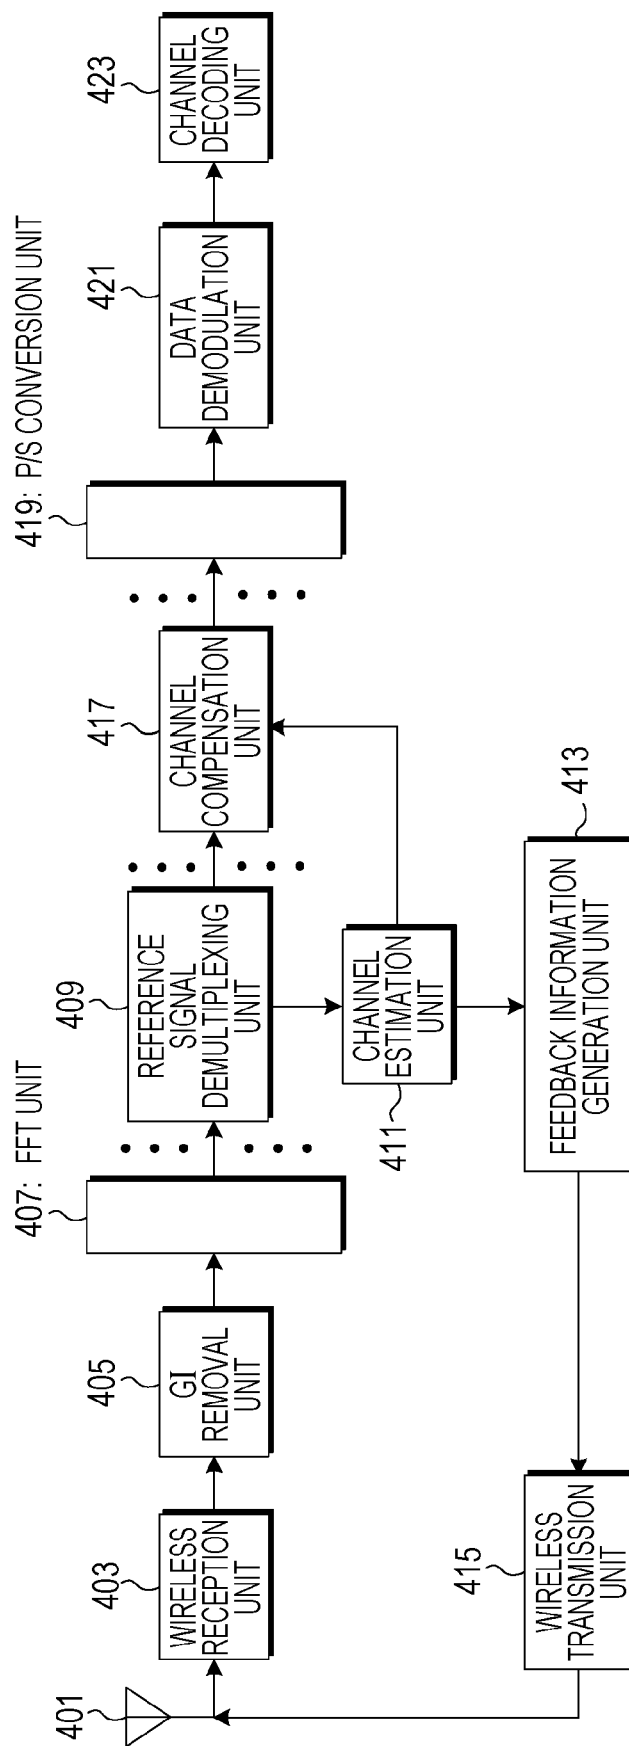 401
403
WIRELESS
RECEPTION
UNIT
405
GI
REMOVAL
UNIT
407: FFT UNIT
409
REFERENCE
SIGNAL
DEMULTIPLEXING
UNIT
417
CHANNEL
COMPENSATION
UNIT
419: P/S CONVERSION UNIT
421
DATA
DEMODULATION
UNIT
423
CHANNEL
DECODING
UNIT
411
CHANNEL
ESTIMATION
UNIT
415
WIRELESS
TRANSMISSION
UNIT
413
FEEDBACK INFORMATION
GENERATION UNIT